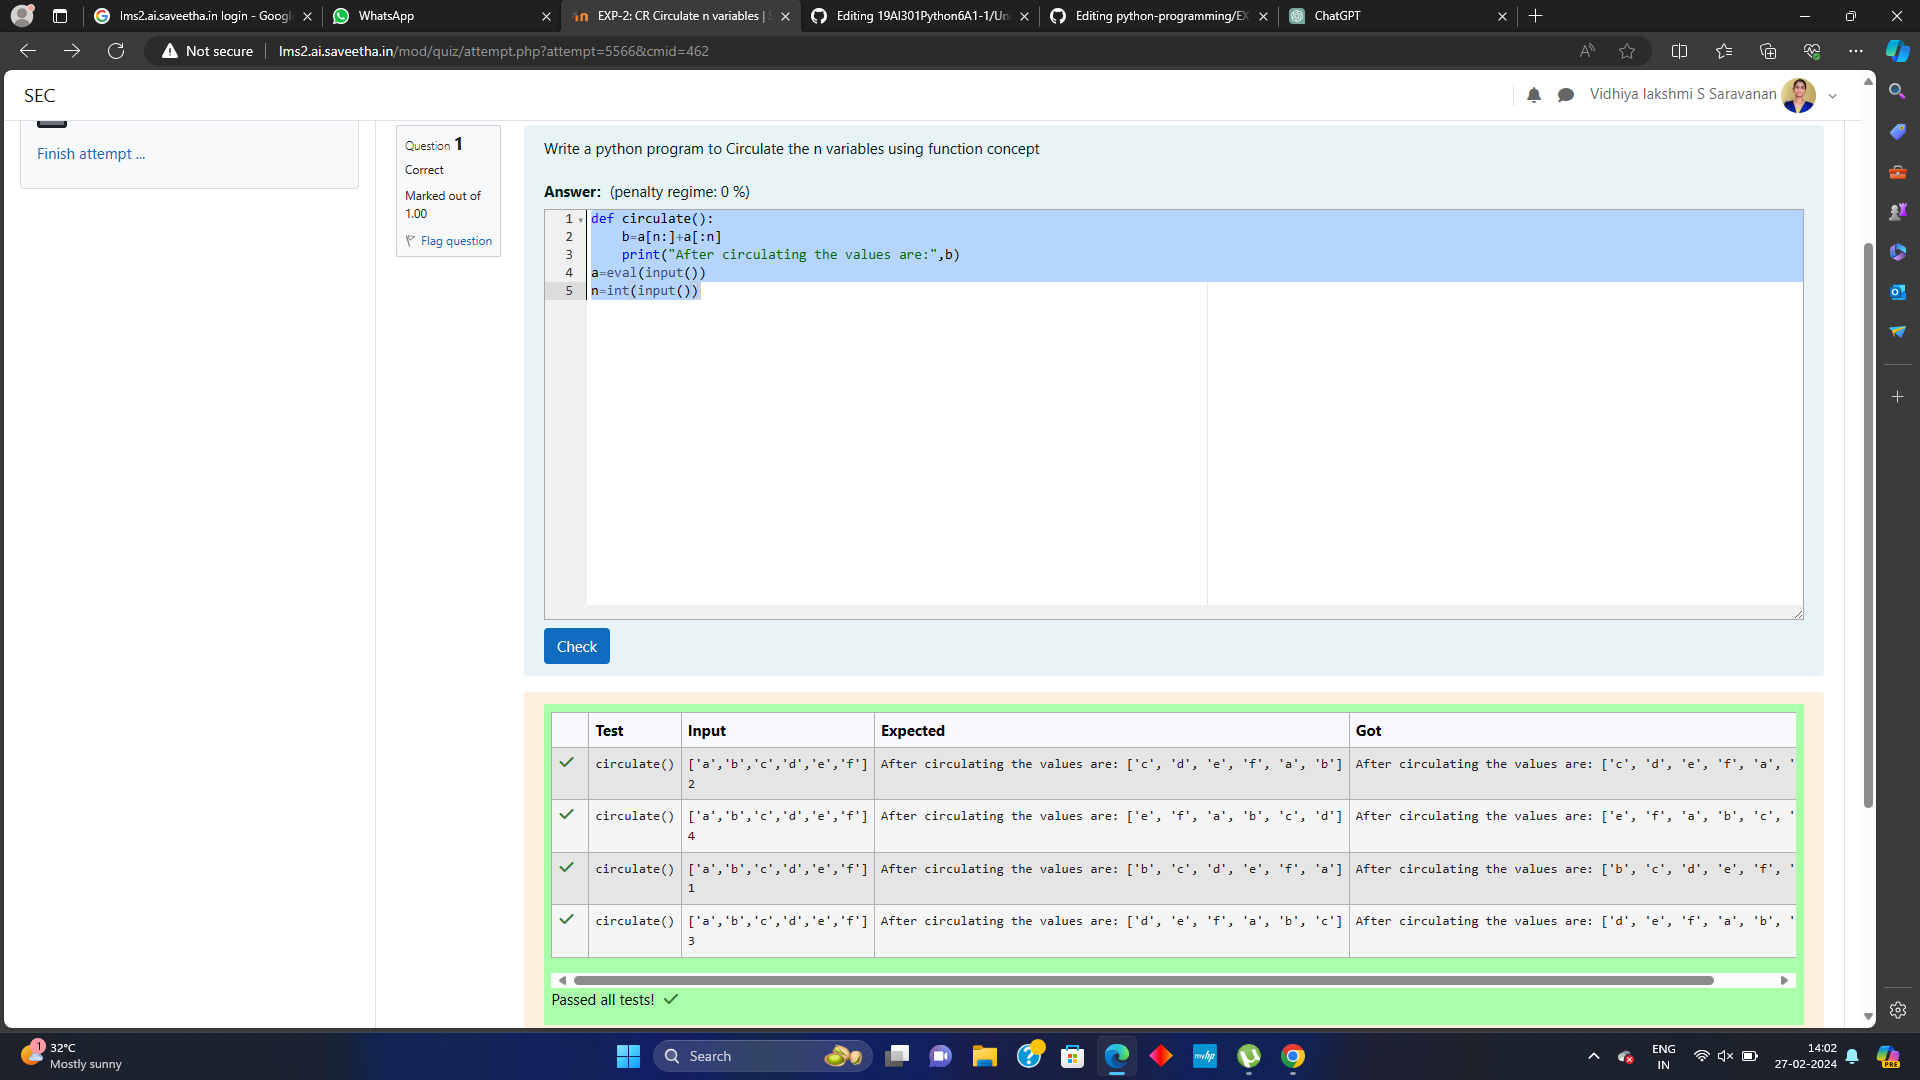 lms2.ai.saveetha.in login - Googl
WhatsApp
EXP-2: CR Circulate n variables |
Editing 19AI301Python6A1-1/Un
Editing python-programming/EX
ChatGPT
Not secure
lms2.ai.saveetha.in/mod/quiz/attempt.php?attempt=5566&cmid=462
SEC
Vidhiya lakshmi S Saravanan
Finish attempt ...
Question 1
Correct
Marked out of
1.00
Flag question
Write a python program to Circulate the n variables using function concept
Answer: (penalty regime: 0 %)
1 def circulate():
2 b=a[n:]+a[:n]
3 print("After circulating the values are:",b)
4 a=eval(input())
5 n=int(input())
Check
Test Input Expected Got
circulate() ['a','b','c','d','e','f'] After circulating the values are: ['c', 'd', 'e', 'f', 'a', 'b'] After circulating the values are: ['c', 'd', 'e', 'f', 'a', '
2
circulate() ['a','b','c','d','e','f'] After circulating the values are: ['e', 'f', 'a', 'b', 'c', 'd'] After circulating the values are: ['e', 'f', 'a', 'b', 'c', '
4
circulate() ['a','b','c','d','e','f'] After circulating the values are: ['b', 'c', 'd', 'e', 'f', 'a'] After circulating the values are: ['b', 'c', 'd', 'e', 'f', '
1
circulate() ['a','b','c','d','e','f'] After circulating the values are: ['d', 'e', 'f', 'a', 'b', 'c'] After circulating the values are: ['d', 'e', 'f', 'a', 'b', '
3
Passed all tests!
1
32°C
Mostly sunny
Search
myhp
ENG
IN
14:02
27-02-2024
PRE